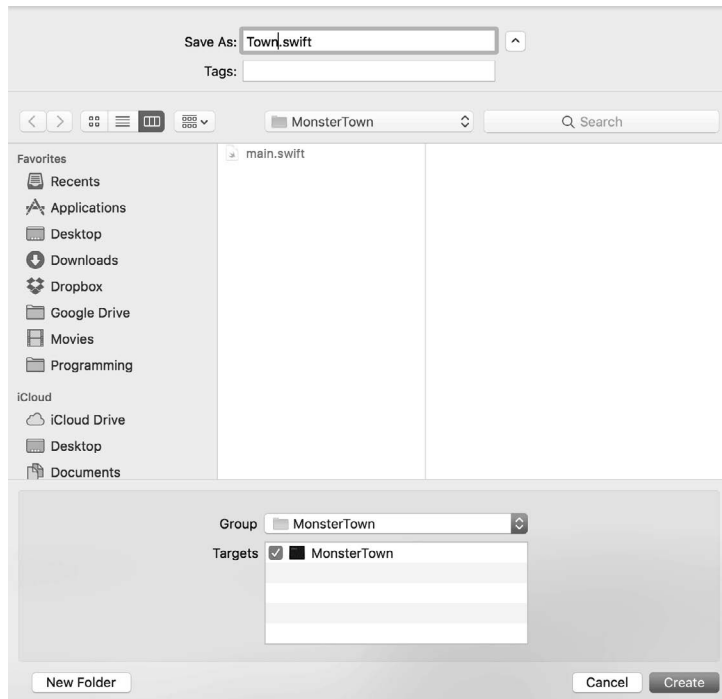 Save As: Town.swift
Tags:
MonsterTown
Search
Favorites
Recents
Applications
Desktop
Downloads
Dropbox
Google Drive
Movies
Programming
iCloud
iCloud Drive
Desktop
Documents
main.swift
Group MonsterTown
Targets MonsterTown
New Folder
Cancel
Create